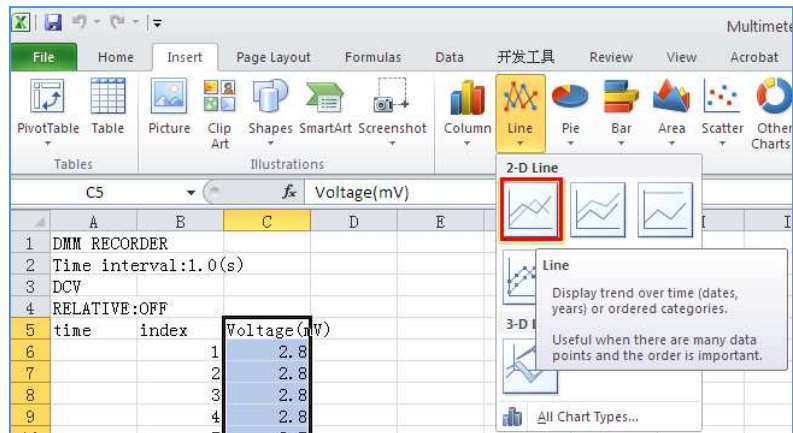 Multimete
File Home Insert Page Layout Formulas Data 开发工具 Review View Acrobat
PivotTable Table Picture Clip Art Shapes SmartArt Screenshot Column Line Pie Bar Area Scatter Other Charts
Tables Illustrations
2-D Line
C5 fx Voltage(mV)
A B C D E I
1 DMM RECORDER
2 Time interval:1.0(s)
3 DCV
4 RELATIVE:OFF
5 time index Voltage(mV)
6 1 2.8
7 2 2.8
8 3 2.8
9 4 2.8
Line
Display trend over time (dates,
years) or ordered categories.
Useful when there are many data
points and the order is important.
3-D
All Chart Types...